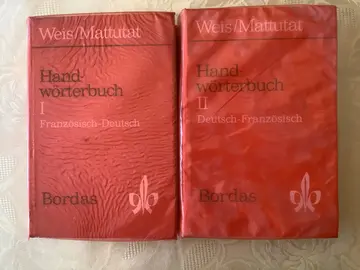 Weis/Mattutat
Hand-
wörterbuch
I
Französisch-Deutsch
Bordas
Weis/Mattutat
Hand-
wörterbuch
II
Deutsch-Französisch
Bordas